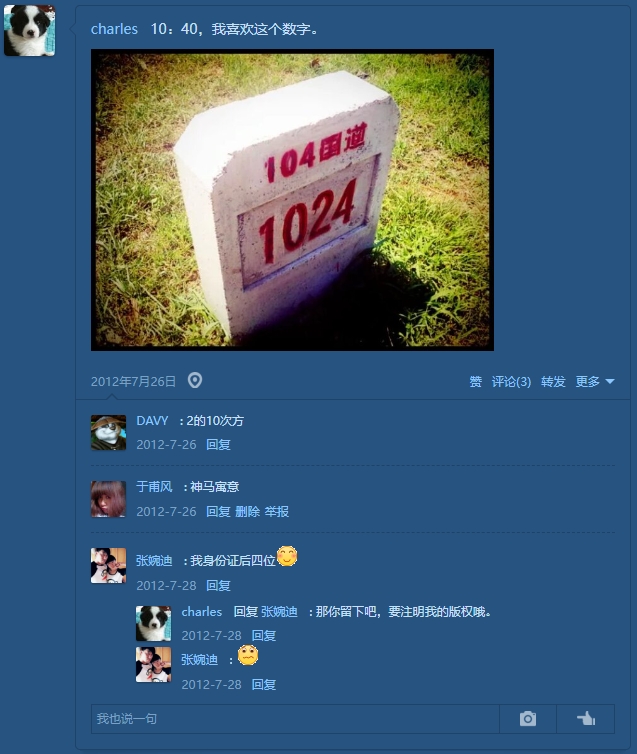 charles 10：40，我喜欢这个数字。
104国道
1024
2012年7月26日
赞 评论(3) 转发 更多
DAVY ：2的10次方
2012-7-26 回复
于甫风 ：神马寓意
2012-7-26 回复 删除 举报
张婉迪 ：我身份证后四位
2012-7-28 回复
charles 回复 张婉迪 ：那你留下吧，要注明我的版权哦。
2012-7-28 回复
张婉迪 ：
2012-7-28 回复
我也说一句